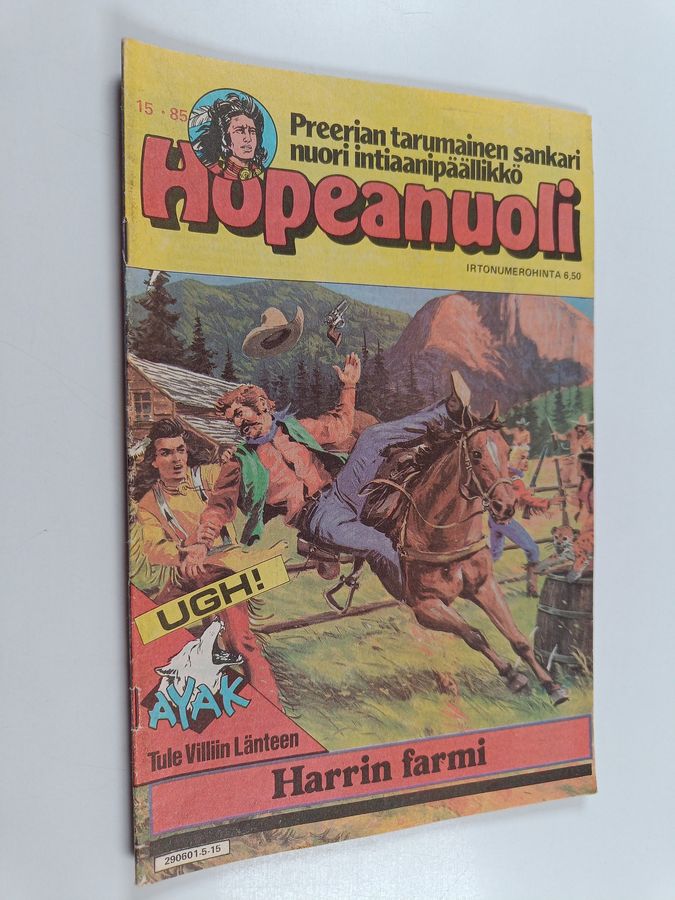 15 • 85
Preerian tarumainen sankari
nuori intiaanipäällikkö
Hopeanuoli
IRTONUMEROHINTA 6,50
UGH!
AYAK
Tule Villiin Länteen
Harrin farmi
290601-5-15